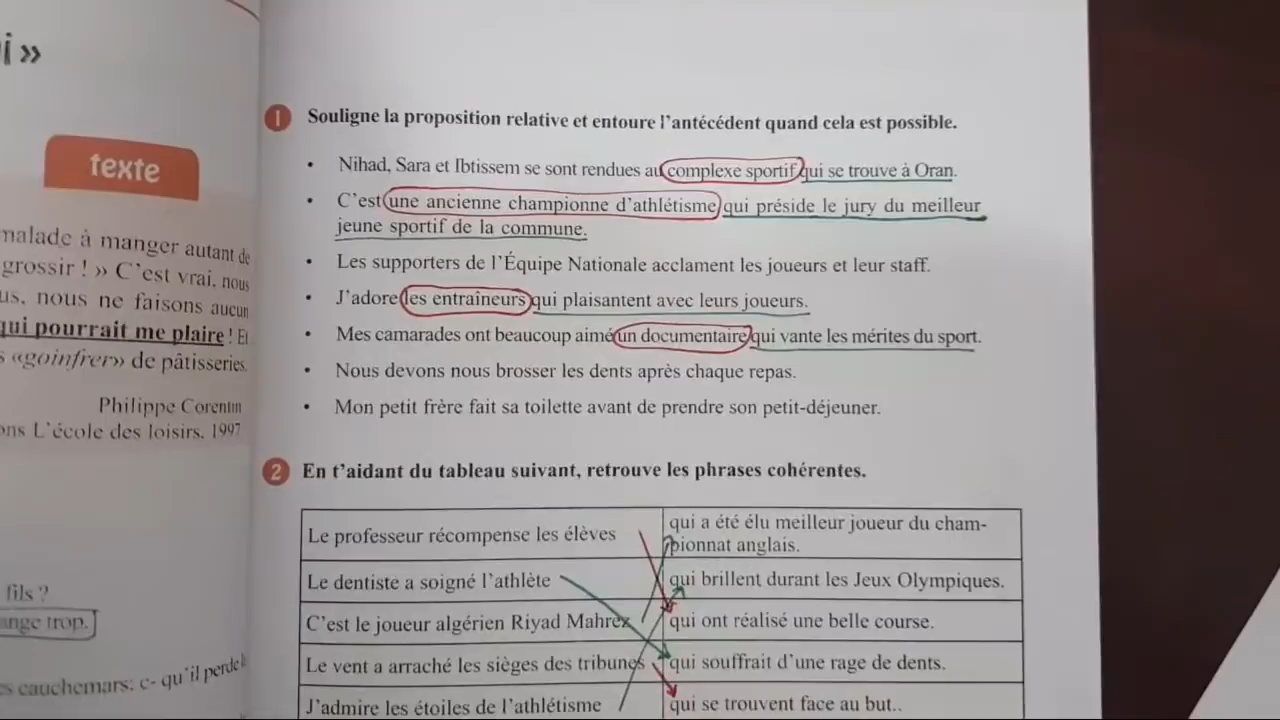 i »
texte
malade à manger autant de
grossir ! » C'est vrai, nous
us, nous ne faisons aucun
qui pourrait me plaire ! Et
s «goinfrer» de pâtisseries.
Philippe Corentin
ons L'école des loisirs. 1997
fils ?
ange trop.
es cauchemars: c- qu'il perde
1 Souligne la proposition relative et entoure l'antécédent quand cela est possible.
• Nihad, Sara et Ibtissem se sont rendues au complexe sportif qui se trouve à Oran.
• C'est une ancienne championne d'athlétisme qui préside le jury du meilleur
jeune sportif de la commune.
• Les supporters de l'Équipe Nationale acclament les joueurs et leur staff.
• J'adore les entraîneurs qui plaisantent avec leurs joueurs.
• Mes camarades ont beaucoup aimé un documentaire qui vante les mérites du sport.
• Nous devons nous brosser les dents après chaque repas.
• Mon petit frère fait sa toilette avant de prendre son petit-déjeuner.
2 En t'aidant du tableau suivant, retrouve les phrases cohérentes.
Le professeur récompense les élèves
qui a été élu meilleur joueur du cham-
pionnat anglais.
Le dentiste a soigné l'athlète
qui brillent durant les Jeux Olympiques.
C'est le joueur algérien Riyad Mahrez
qui ont réalisé une belle course.
Le vent a arraché les sièges des tribunes
qui souffrait d'une rage de dents.
J'admire les étoiles de l'athlétisme
qui se trouvent face au but..